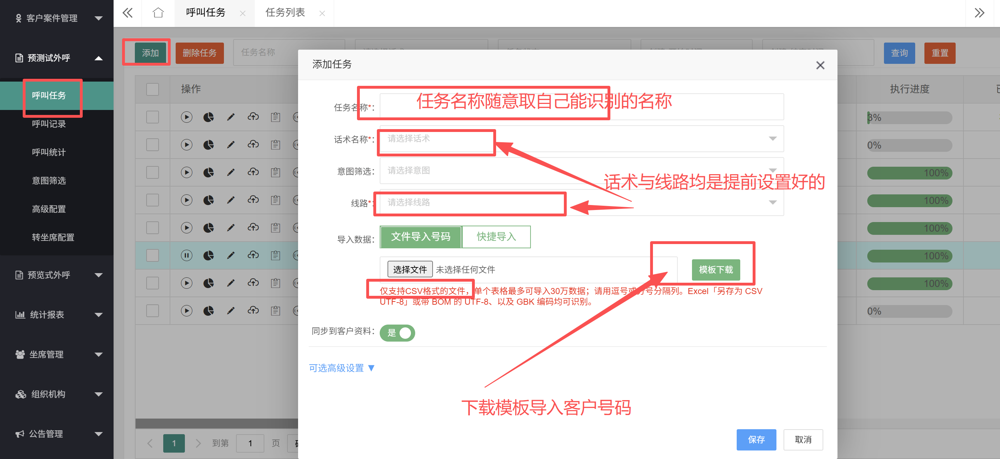 客户案件管理
预测试外呼
呼叫任务
呼叫记录
呼叫统计
意图筛选
高级配置
转坐席配置
预览式外呼
统计报表
坐席管理
组织机构
公告管理
呼叫任务
任务列表
添加
删除任务
任务名称
查询
重置
操作
执行进度
3%
0%
100%
100%
100%
100%
100%
0%
1
到第
1
页
添加任务
任务名称*：
任务名称随意取自己能识别的名称
话术名称*：
请选择话术
意图筛选：
请选择意图
话术与线路均是提前设置好的
线路*：
请选择线路
导入数据：
文件导入号码
快捷导入
选择文件 未选择任何文件
模板下载
仅支持CSV格式的文件，单个表格最多可导入30万数据；请用逗号或分号分隔列。Excel「另存为 CSV
UTF-8」或带 BOM 的 UTF-8、以及 GBK 编码均可识别。
同步到客户资料：
是
可选高级设置 ▼
下载模板导入客户号码
保存
取消